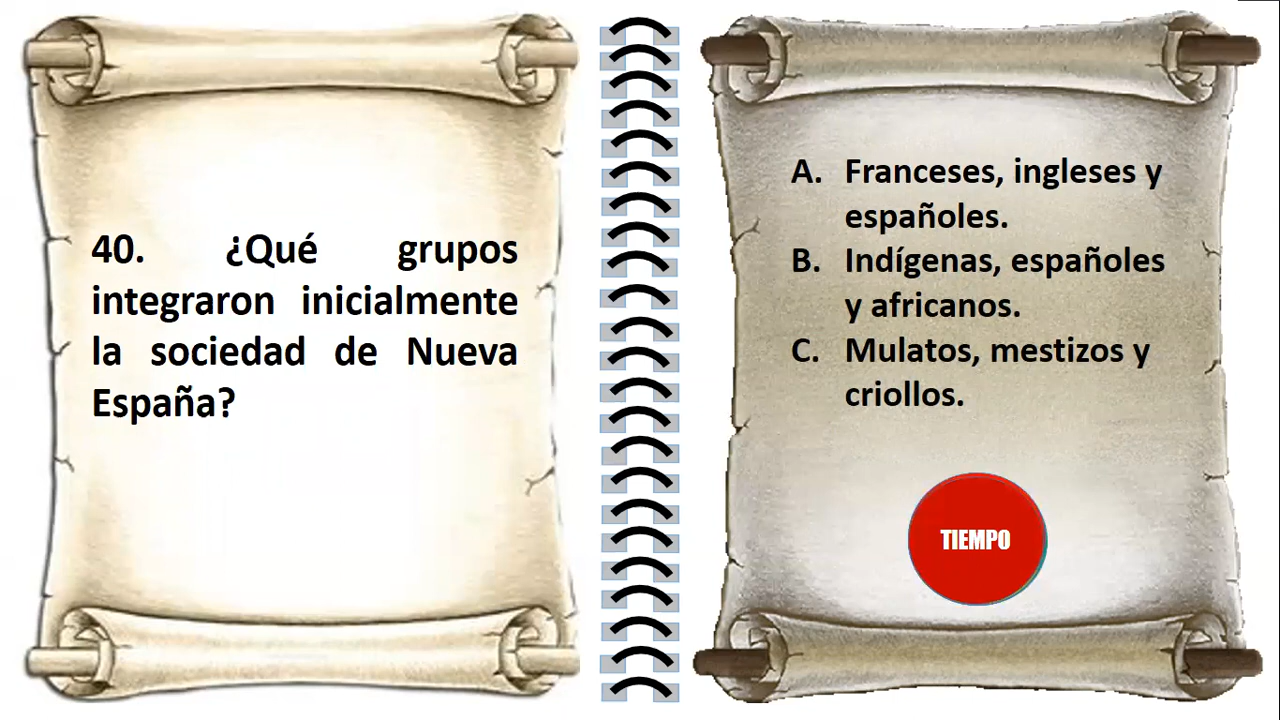 40. ¿Qué grupos
integraron inicialmente
la sociedad de Nueva
España?
A. Franceses, ingleses y
españoles.
B. Indígenas, españoles
y africanos.
C. Mulatos, mestizos y
criollos.
TIEMPO